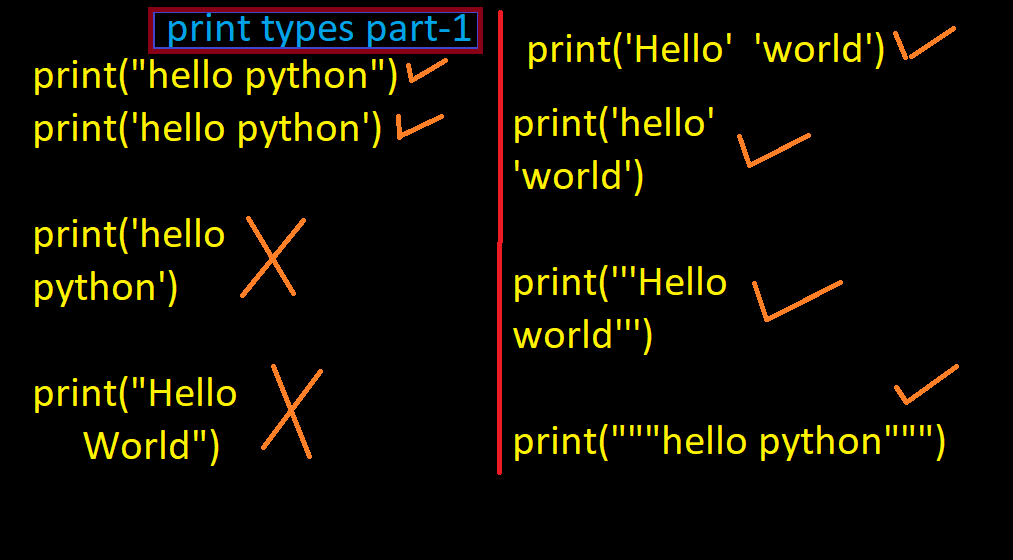 print types part-1
print("hello python")
print('hello python')
print('hello
python')
print("Hello
World")
print('Hello'  'world')
print('hello'
'world')
print('''Hello
world''')
print("""hello python""")